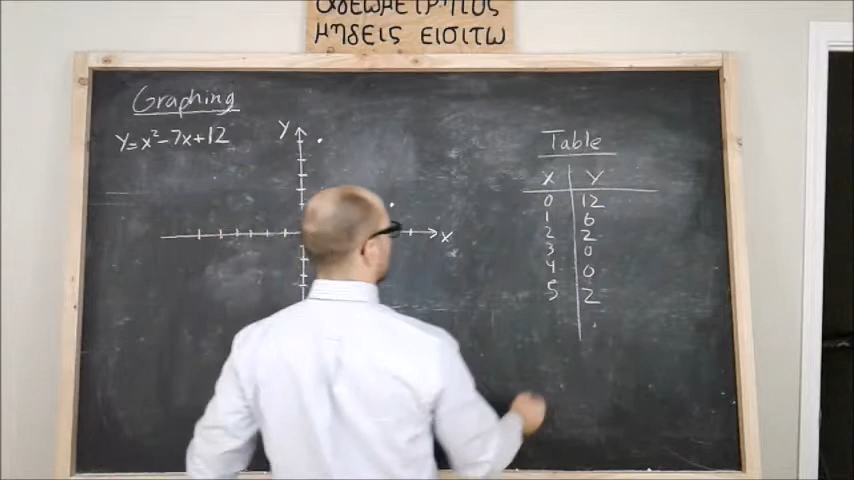 αδεωμετρητος
μηδεις εισιτω
Graphing
Y=x²-7x+12
Y
X
Table
X Y
0 12
1 6
2 2
3 0
4 0
5 2